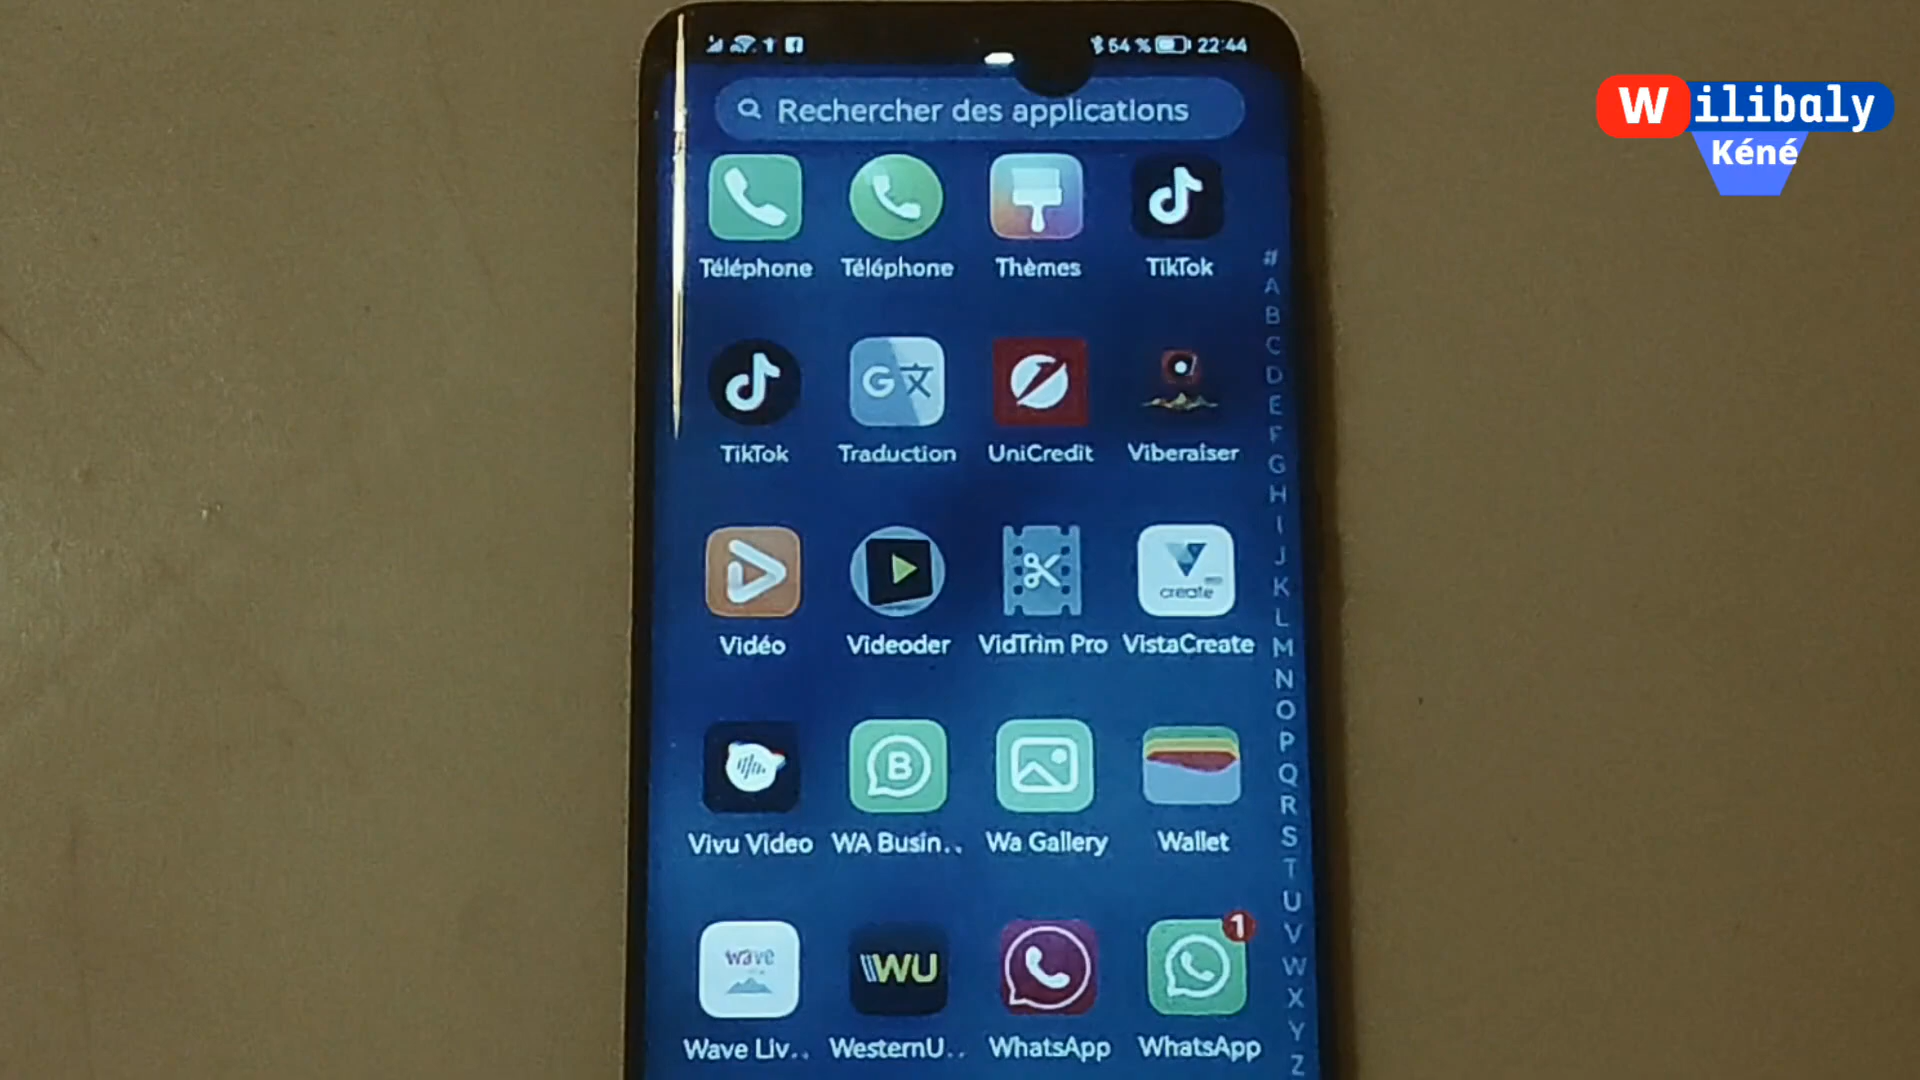 64 % 22:44
Wilibaly
Kéné
Rechercher des applications
Téléphone Téléphone Thèmes TikTok
#
A
B
C
D
E
F
G
H
I
J
K
L
M
N
O
P
Q
R
S
T
U
V
W
X
Y
Z
TikTok Traduction UniCredit Viberaiser
create
Vidéo Videoder VidTrim Pro VistaCreate
B
Vivu Video WA Busin.. Wa Gallery Wallet
wave WU 1
Wave Liv.. WesternU.. WhatsApp WhatsApp